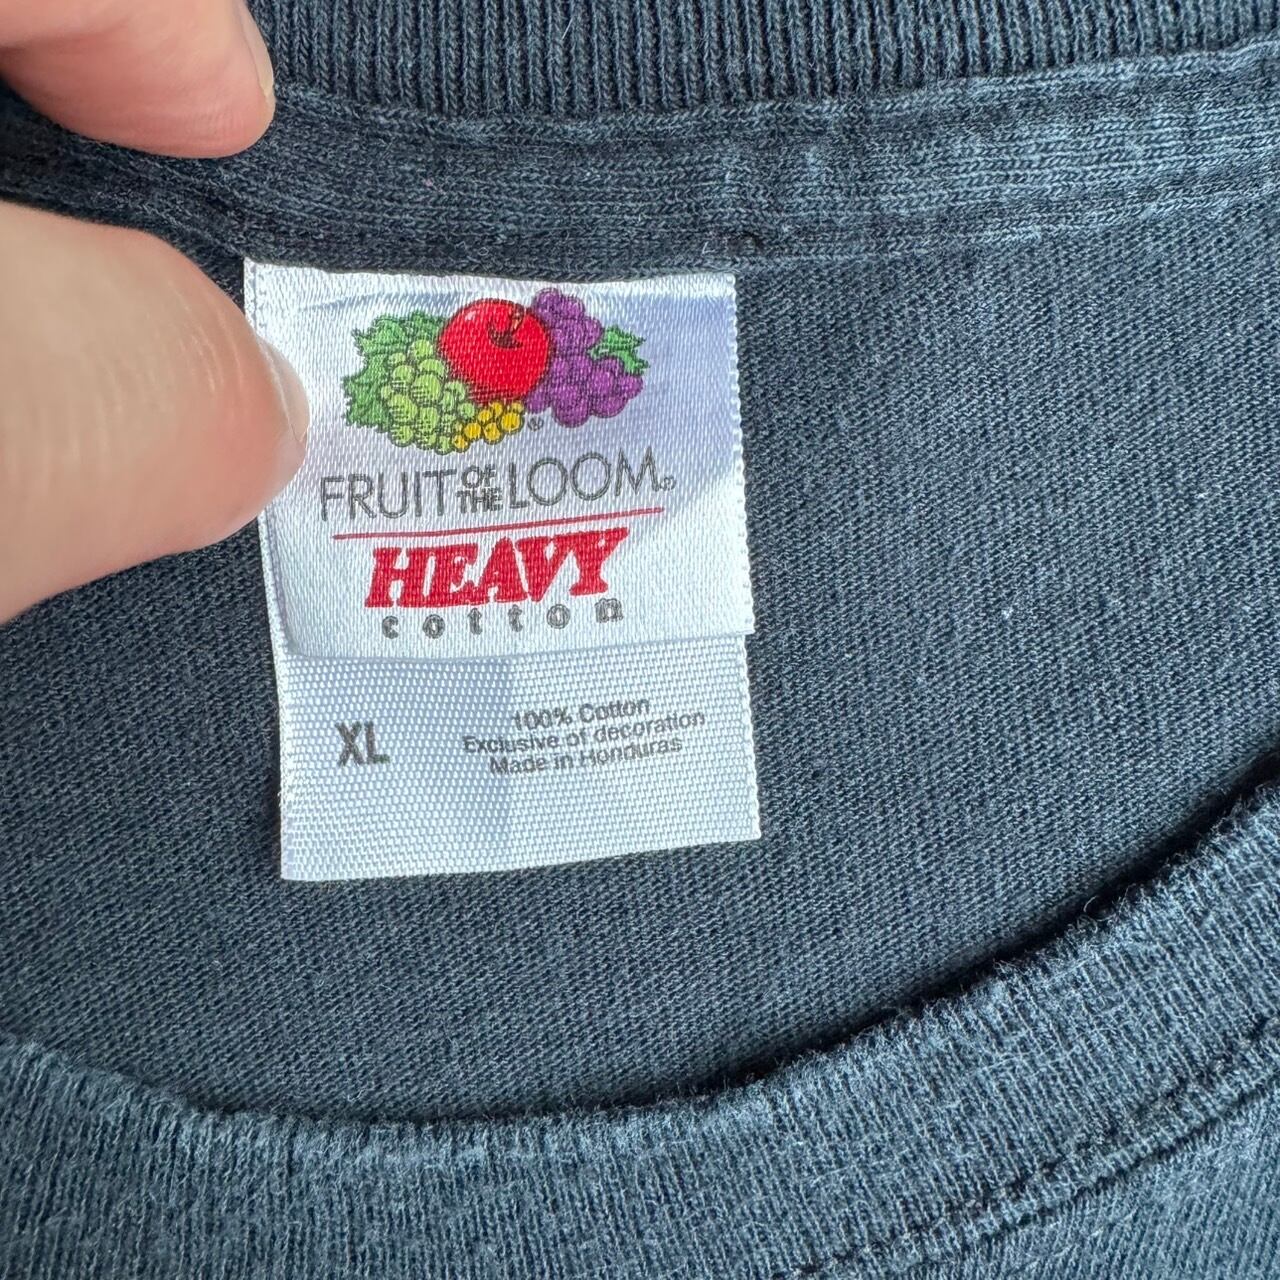 FRUIT OF THE LOOM®
HEAVY
cotton
XL
100% Cotton
Exclusive of decoration
Made in Honduras